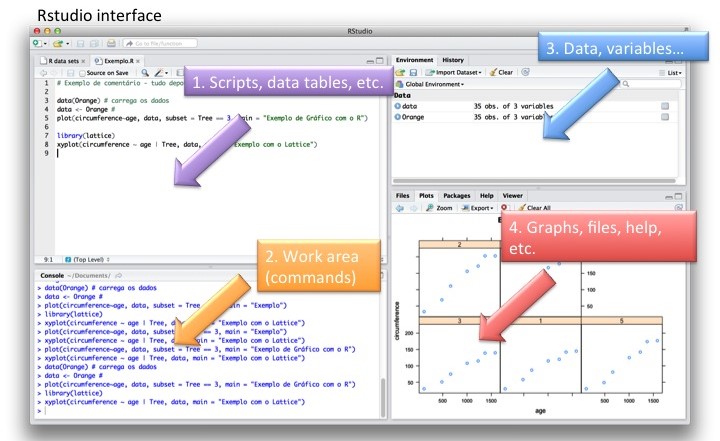 Rstudio interface
RStudio
Go to file/function
R data sets
Exemplo.R
Source on Save
1 # Exemplo de comentário - tudo depo
2
3 data(Orange) # carrega os dados
4 data <- Orange #
5 plot(circumference~age, data, subset = Tree == 3, main = "Exemplo de Gráfico com o R")
6
7 library(lattice)
8 xyplot(circumference ~ age | Tree, data, "Exemplo com o Lattice")
9
9:1 (Top Level)
1. Scripts, data tables, etc.
Environment History
Import Dataset Clear List
Global Environment
Data
data 35 obs. of 3 variables
Orange 35 obs. of 3 variabl
3. Data, variables...
Console ~/Documents/
> data(Orange) # carrega os dados
> data <- Orange #
> plot(circumference~age, data, subset = Tree == 3, main = "Exemplo")
> library(lattice)
> xyplot(circumference ~ age | Tree, da main = "Exemplo com o Lattice")
> plot(circumference~age, data, subset Tree == 3, main = "Exemplo")
> xyplot(circumference ~ age | Tree, ain = "Exemplo com o Lattice")
> plot(circumference~age, data, subset = Tree == 3, main = "Exemplo de Gráfico com o R")
> xyplot(circumference ~ age | Tree, data, main = "Exemplo com o Lattice")
> data(Orange) # carrega os dados
> data <- Orange #
> plot(circumference~age, data, subset = Tree == 3, main = "Exemplo de Gráfico com o R")
> library(lattice)
> xyplot(circumference ~ age | Tree, data, main = "Exemplo com o Lattice")
>
2. Work area
(commands)
Files Plots Packages Help Viewer
Zoom Export Clear All
E
4. Graphs, files, help,
etc.
2
150
100
50
3 1 5
200
150
100
50
500 1000 1500
500 1000 1500
circumference
age